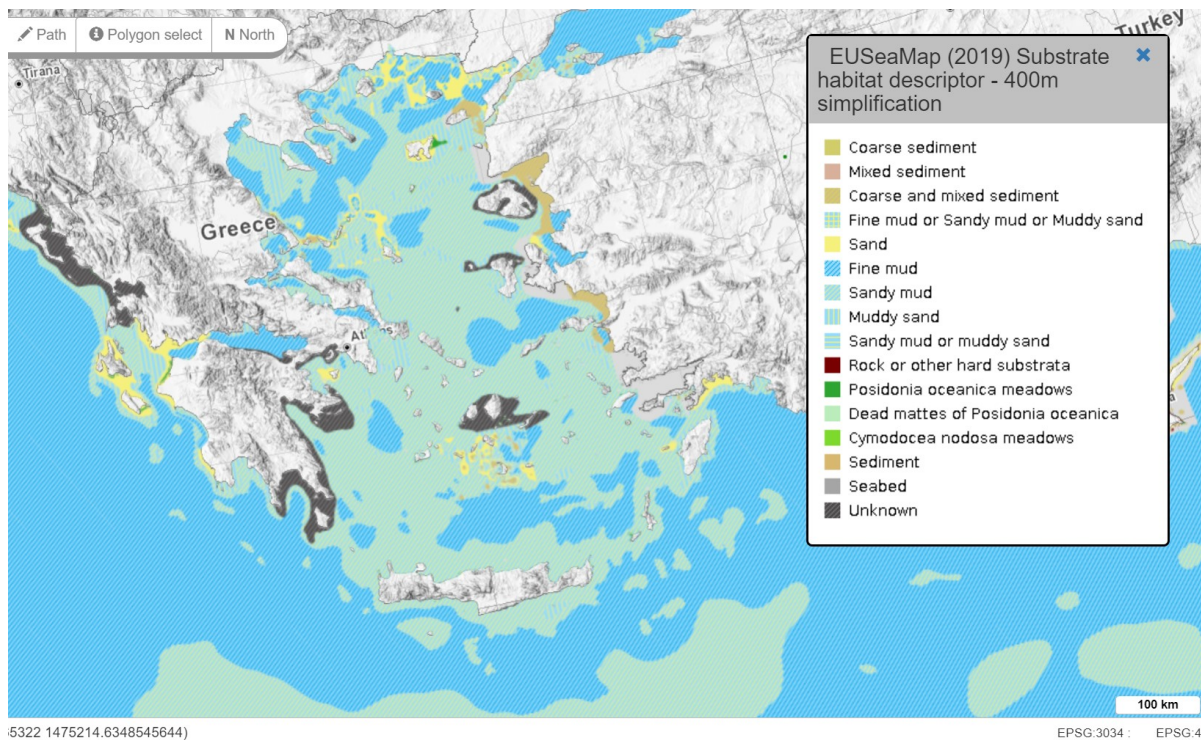 Path
Polygon select
N North
Turkey
Tirana
Greece
EUSeaMap (2019) Substrate
habitat descriptor - 400m
simplification
Coarse sediment
Mixed sediment
Coarse and mixed sediment
Fine mud or Sandy mud or Muddy sand
Sand
Fine mud
Sandy mud
Muddy sand
Sandy mud or muddy sand
Rock or other hard substrata
Posidonia oceanica meadows
Dead mattes of Posidonia oceanica
Cymodocea nodosa meadows
Sediment
Seabed
Unknown
100 km
5322 1475214.6348545644)
EPSG:3034 :
EPSG:4